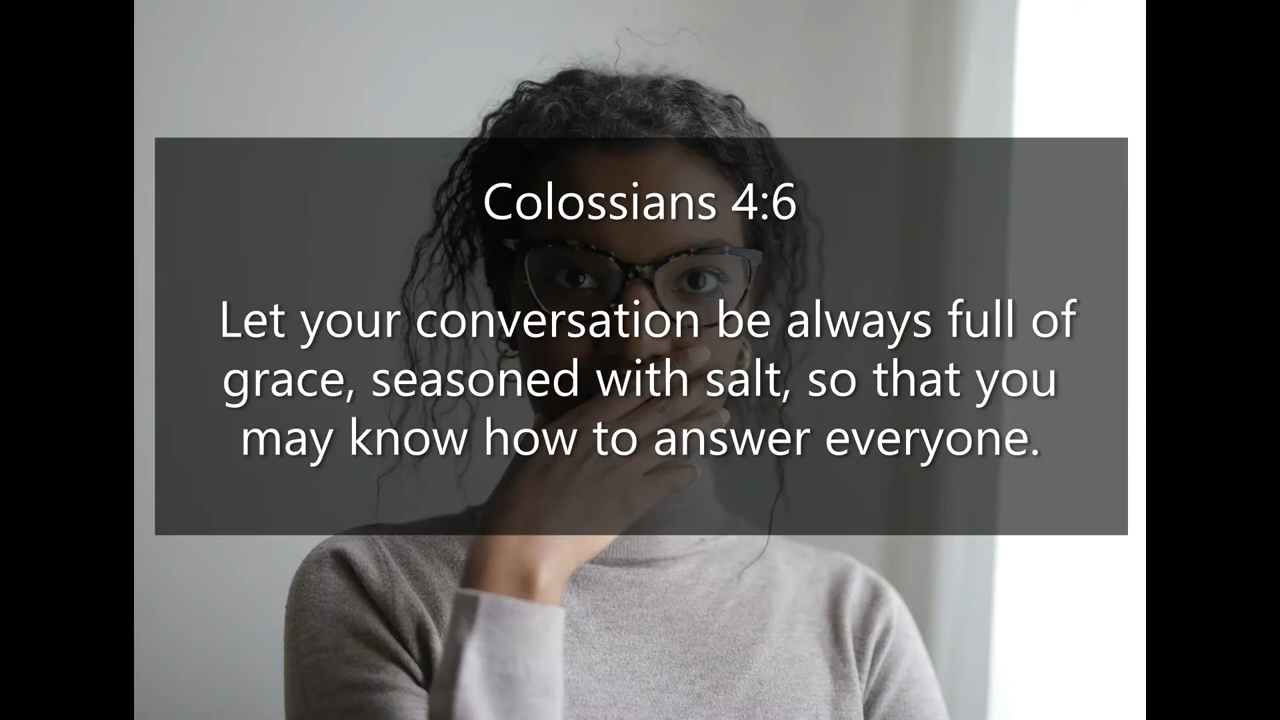 Colossians 4:6
Let your conversation be always full of
grace, seasoned with salt, so that you
may know how to answer everyone.